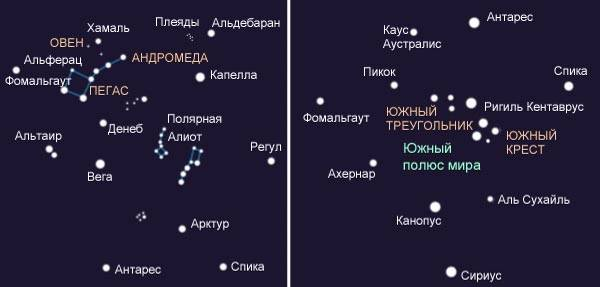 Хамаль
Плеяды
Альдебаран
ОВЕН
Альферац
АНДРОМЕДА
Фомальгаут
ПЕГАС
Капелла
Денеб
Полярная
Алиот
Альтаир
Вега
Регул
Арктур
Антарес
Спика
Антарес
Каус
Аустралис
Пикок
Спика
Фомальгаут
ЮЖНЫЙ
ТРЕУГОЛЬНИК
Ригиль Кентаврус
ЮЖНЫЙ
КРЕСТ
Южный
полюс мира
Ахернар
Аль Сухайль
Канопус
Сириус